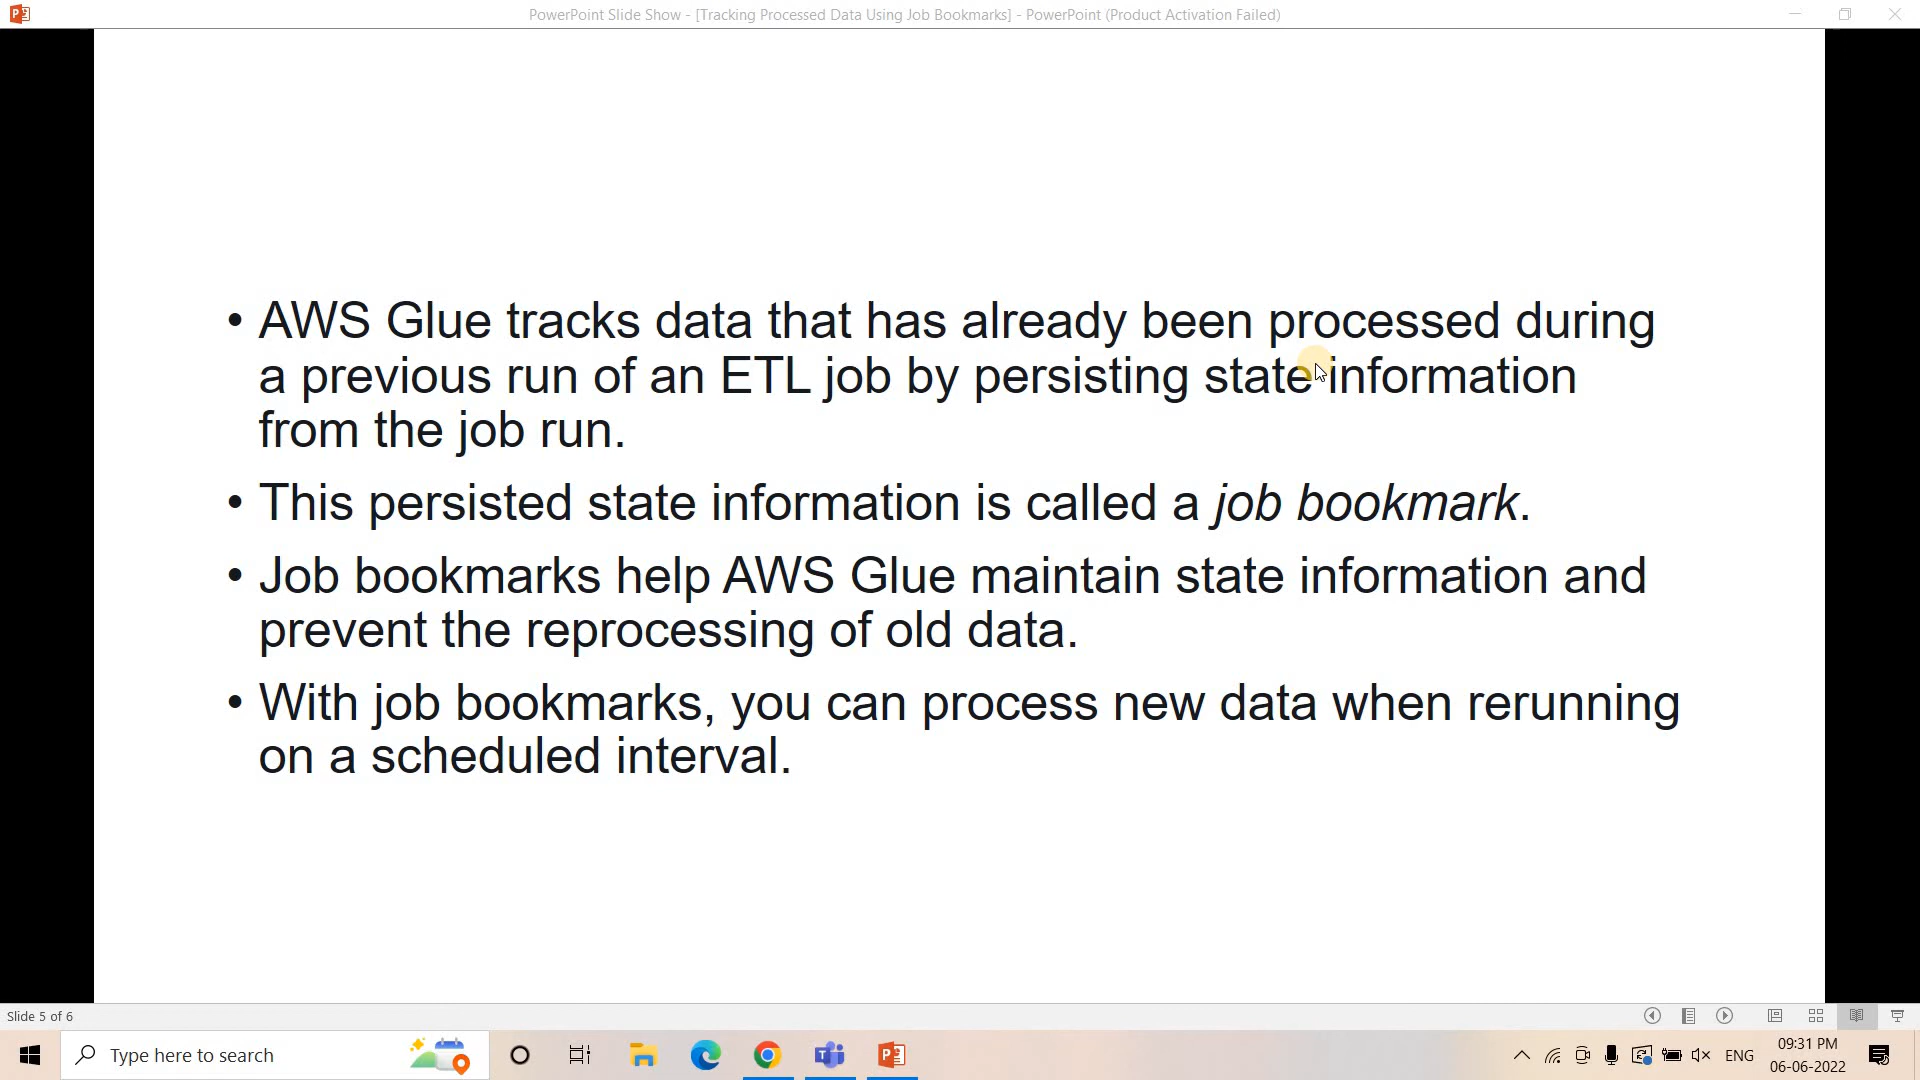 PowerPoint Slide Show - [Tracking Processed Data Using Job Bookmarks] - PowerPoint (Product Activation Failed)
• AWS Glue tracks data that has already been processed during
a previous run of an ETL job by persisting state information
from the job run.
• This persisted state information is called a job bookmark.
• Job bookmarks help AWS Glue maintain state information and
prevent the reprocessing of old data.
• With job bookmarks, you can process new data when rerunning
on a scheduled interval.
Slide 5 of 6
Type here to search
ENG
09:31 PM
06-06-2022